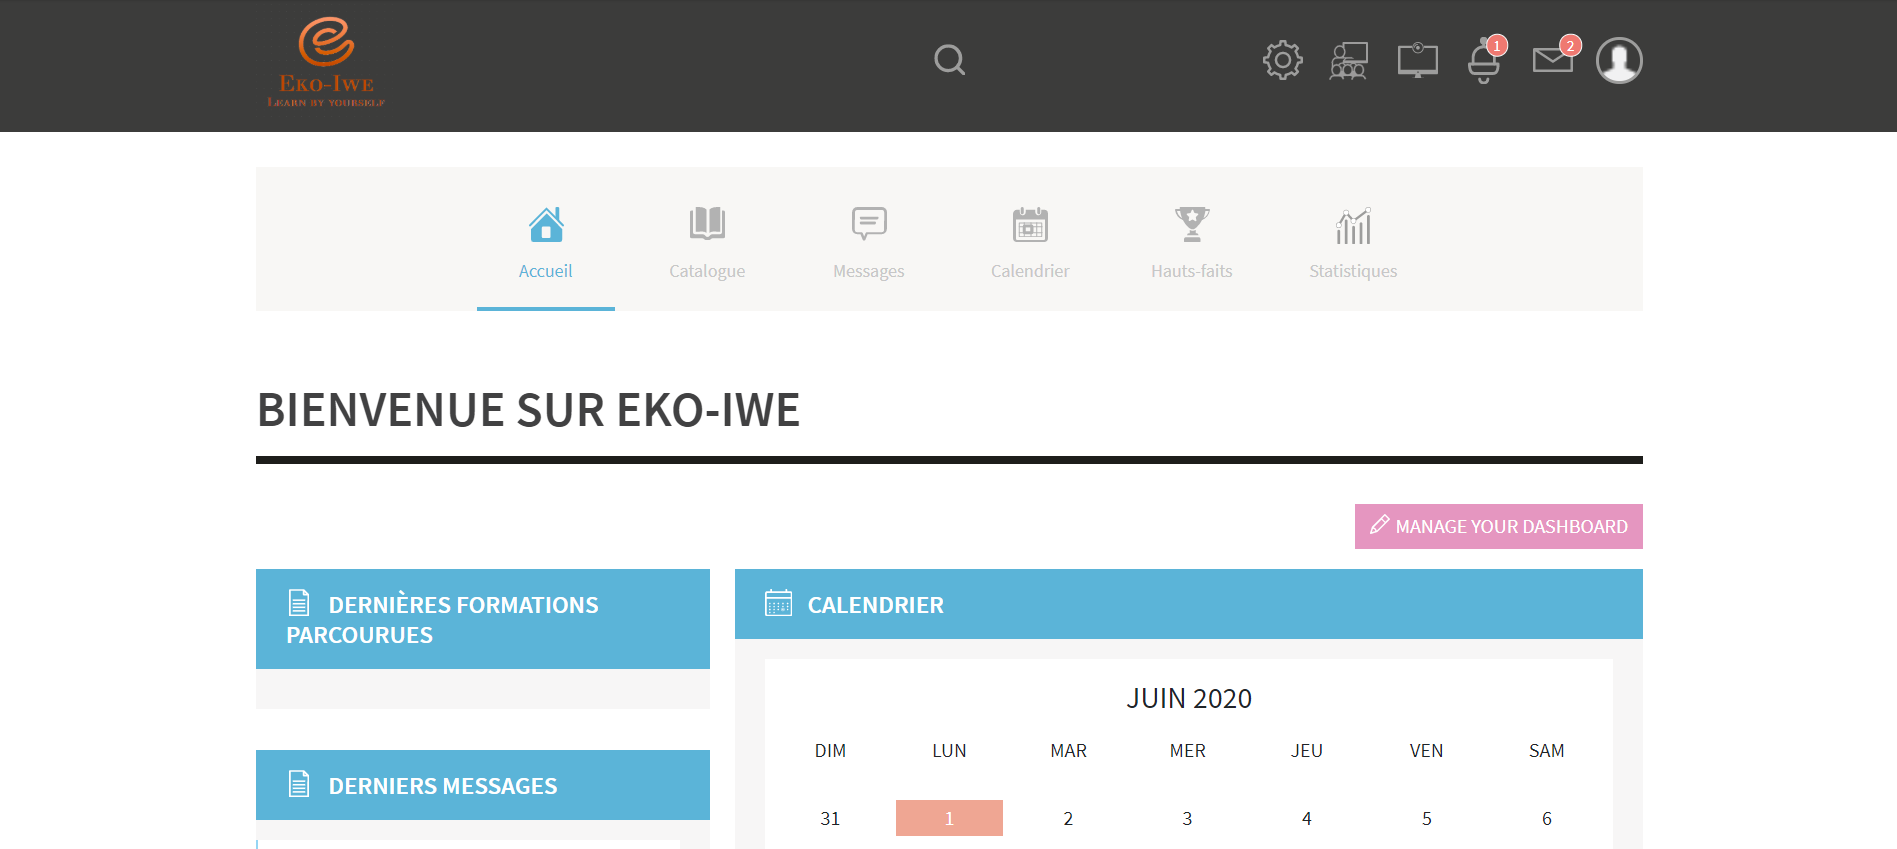 EKO-IWE
LEARN BY YOURSELF
1
2
Accueil
Catalogue
Messages
Calendrier
Hauts-faits
Statistiques
BIENVENUE SUR EKO-IWE
MANAGE YOUR DASHBOARD
DERNIÈRES FORMATIONS
PARCOURUES
DERNIERS MESSAGES
CALENDRIER
JUIN 2020
DIM LUN MAR MER JEU VEN SAM
31 1 2 3 4 5 6